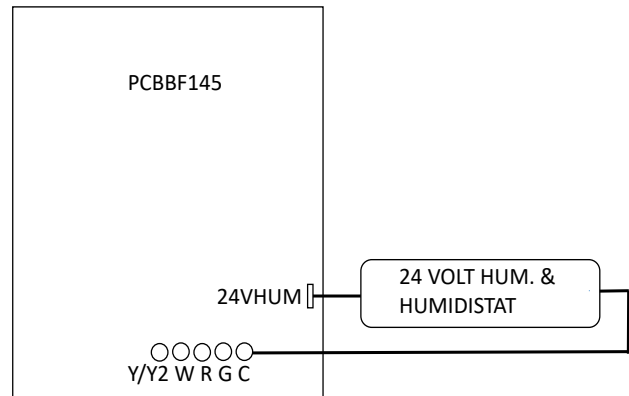 PCBBF145
24 VOLT HUM. &
HUMIDISTAT
24VHUM
Y/Y2 W R G C